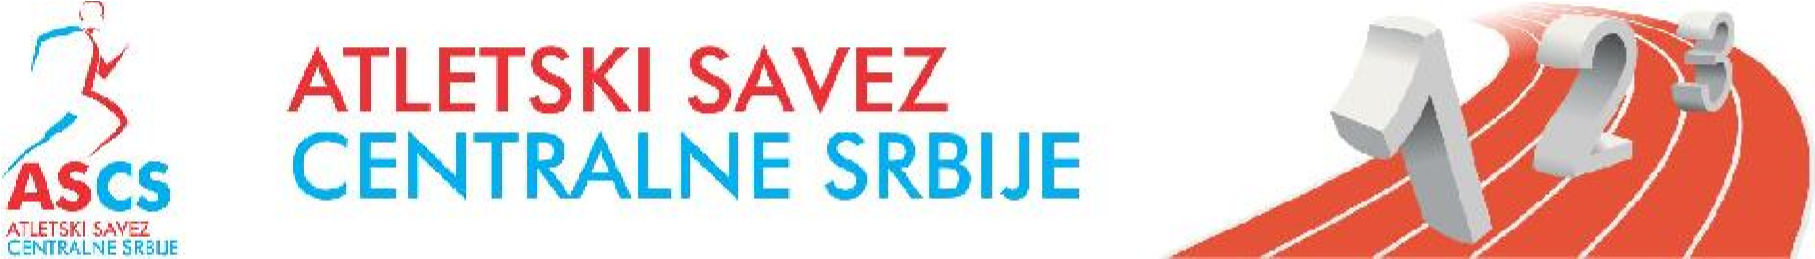 ASCS
ATLETSKI SAVEZ
CENTRALNE SRBIJE
ATLETSKI SAVEZ
CENTRALNE SRBIJE
1 2 3